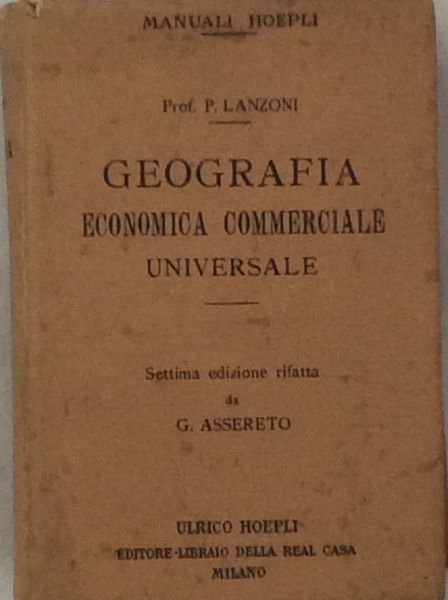 MANUALI HOEPLI
Prof. P. LANZONI
GEOGRAFIA
ECONOMICA COMMERCIALE
UNIVERSALE
Settima edizione rifatta
da
G. ASSERETO
ULRICO HOEPLI
EDITORE-LIBRAIO DELLA REAL CASA
MILANO